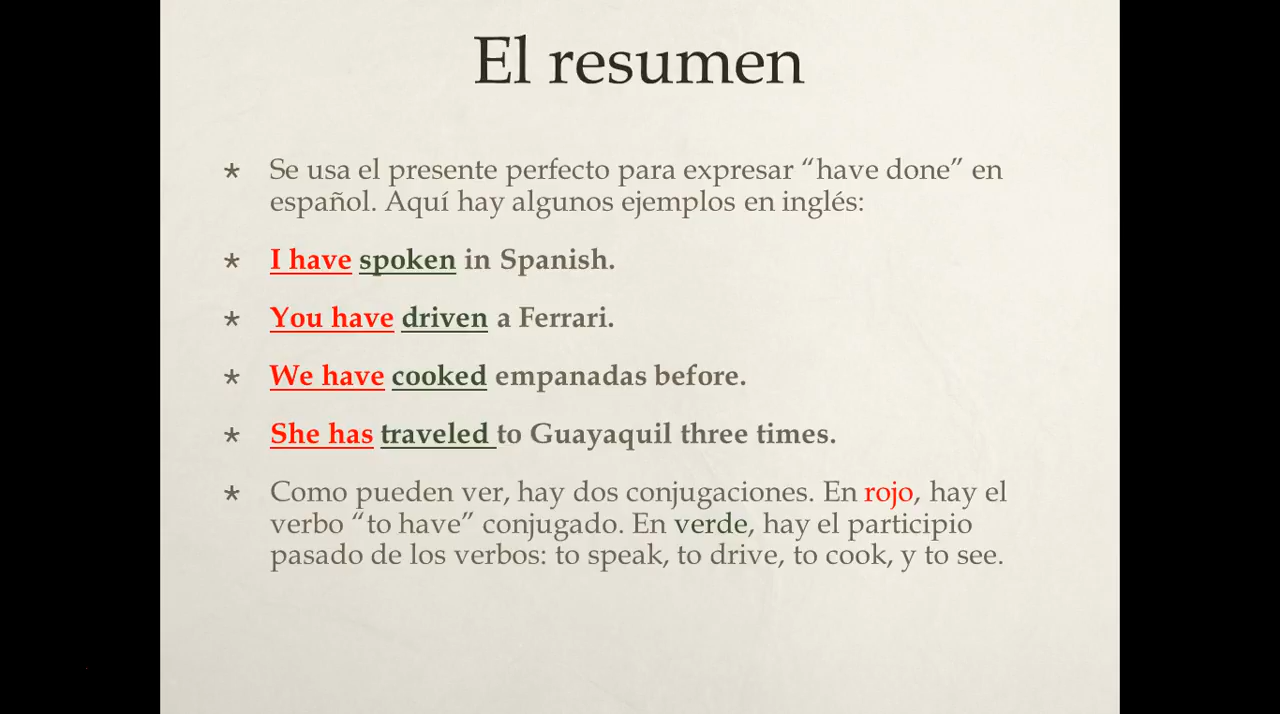 El resumen
* Se usa el presente perfecto para expresar “have done” en
español. Aquí hay algunos ejemplos en inglés:
* I have spoken in Spanish.
* You have driven a Ferrari.
* We have cooked empanadas before.
* She has traveled to Guayaquil three times.
* Como pueden ver, hay dos conjugaciones. En rojo, hay el
verbo “to have” conjugado. En verde, hay el participio
pasado de los verbos: to speak, to drive, to cook, y to see.